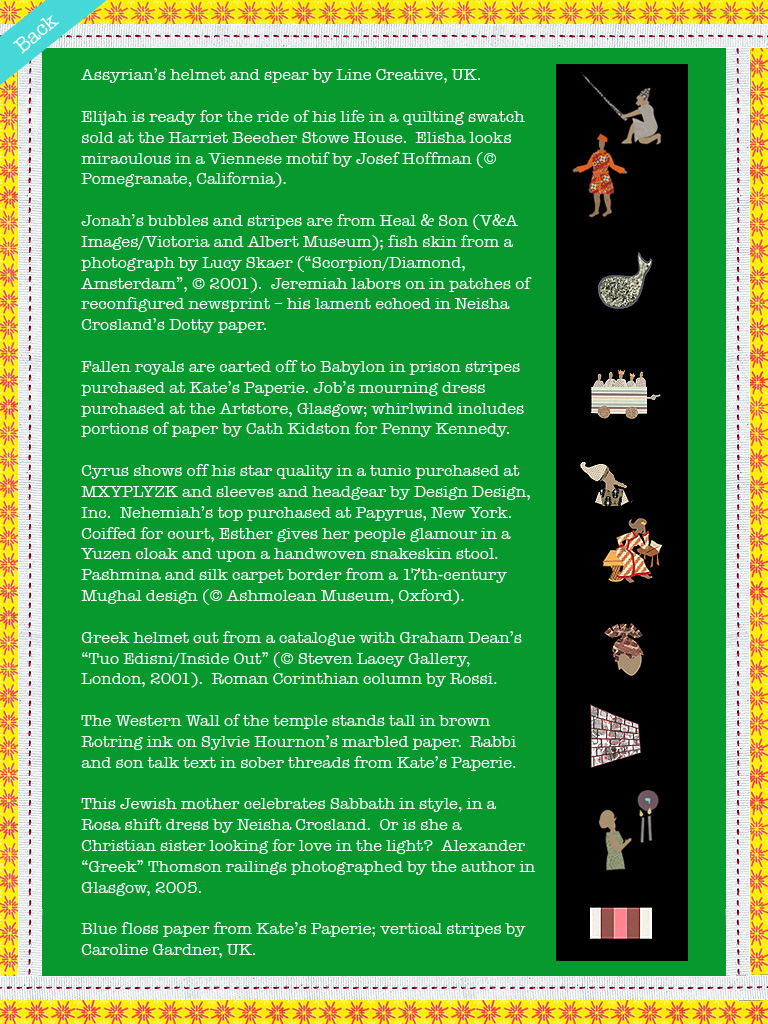 Back
Assyrian’s helmet and spear by Line Creative, UK.
Elijah is ready for the ride of his life in a quilting swatch
sold at the Harriet Beecher Stowe House.  Elisha looks
miraculous in a Viennese motif by Josef Hoffman (©
Pomegranate, California).
Jonah’s bubbles and stripes are from Heal & Son (V&A
Images/Victoria and Albert Museum); fish skin from a
photograph by Lucy Skaer (“Scorpion/Diamond,
Amsterdam”, © 2001).  Jeremiah labors on in patches of
reconfigured newsprint – his lament echoed in Neisha
Crosland’s Dotty paper.
Fallen royals are carted off to Babylon in prison stripes
purchased at Kate’s Paperie. Job’s mourning dress
purchased at the Artstore, Glasgow; whirlwind includes
portions of paper by Cath Kidston for Penny Kennedy.
Cyrus shows off his star quality in a tunic purchased at
MXYPLYZK and sleeves and headgear by Design Design,
Inc.  Nehemiah’s top purchased at Papyrus, New York.
Coiffed for court, Esther gives her people glamour in a
Yuzen cloak and upon a handwoven snakeskin stool.
Pashmina and silk carpet border from a 17th-century
Mughal design (© Ashmolean Museum, Oxford).
Greek helmet cut from a catalogue with Graham Dean’s
“Tuo Edisni/Inside Out” (© Steven Lacey Gallery,
London, 2001).  Roman Corinthian column by Rossi.
The Western Wall of the temple stands tall in brown
Rotring ink on Sylvie Hournon’s marbled paper.  Rabbi
and son talk text in sober threads from Kate’s Paperie.
This Jewish mother celebrates Sabbath in style, in a
Rosa shift dress by Neisha Crosland.  Or is she a
Christian sister looking for love in the light?  Alexander
“Greek” Thomson railings photographed by the author in
Glasgow, 2005.
Blue floss paper from Kate’s Paperie; vertical stripes by
Caroline Gardner, UK.